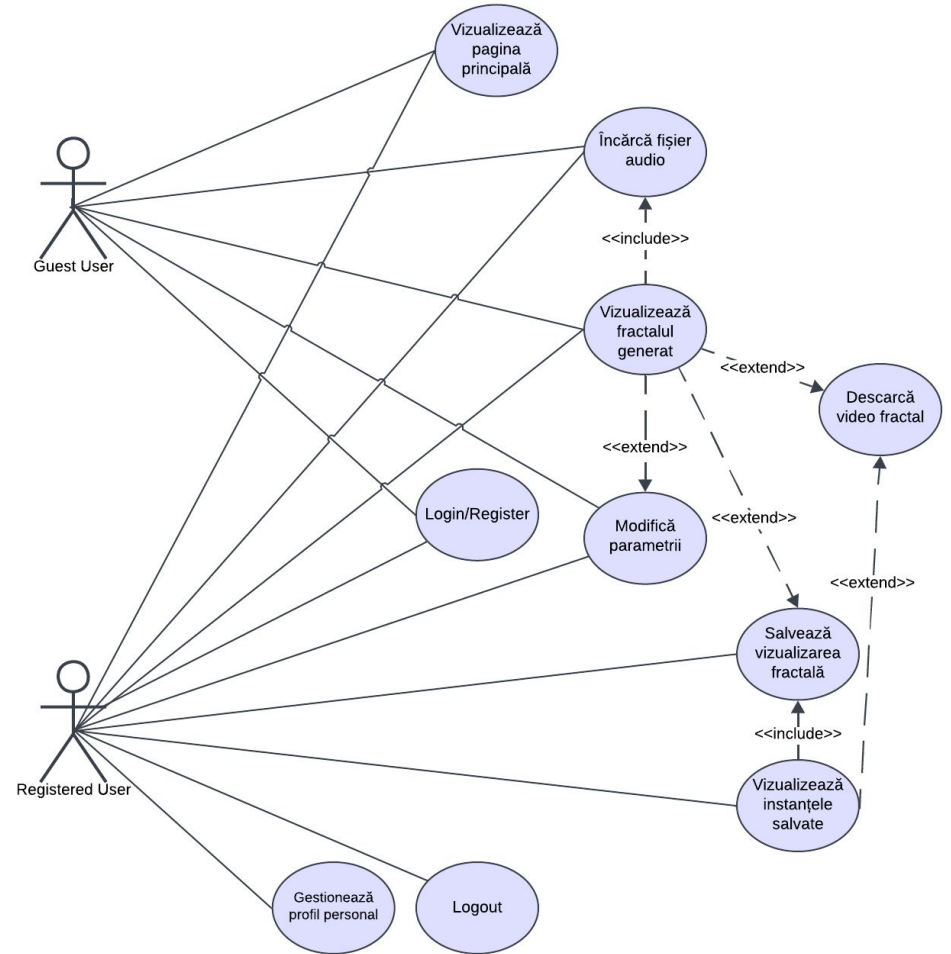 Vizualizează
pagina
principală
Încărcă fișier
audio
Guest User
<<include>>
Vizualizează
fractalul
generat
<<extend>>
Descarcă
video fractal
<<extend>>
Login/Register
Modifică
parametrii
<<extend>>
<<extend>>
Salvează
vizualizarea
fractală
Registered User
<<include>>
Vizualizează
instanțele
salvate
Gestionează
profil personal
Logout